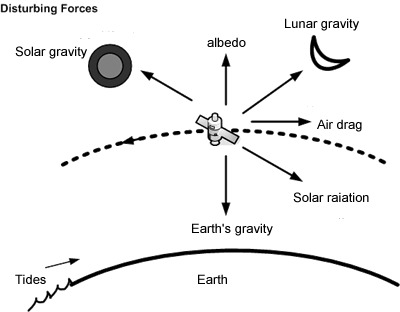 Disturbing Forces
Lunar gravity
albedo
Solar gravity
Air drag
Solar raiation
Earth's gravity
Tides
Earth